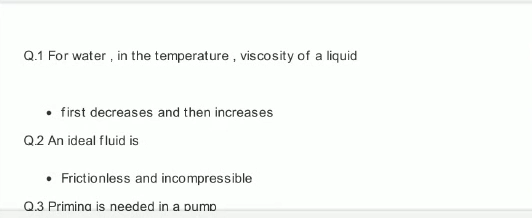 Q.1 For water , in the temperature , viscosity of a liquid
• first decreases and then increases
Q.2 An ideal fluid is
• Frictionless and incompressible
Q.3 Priming is needed in a pump